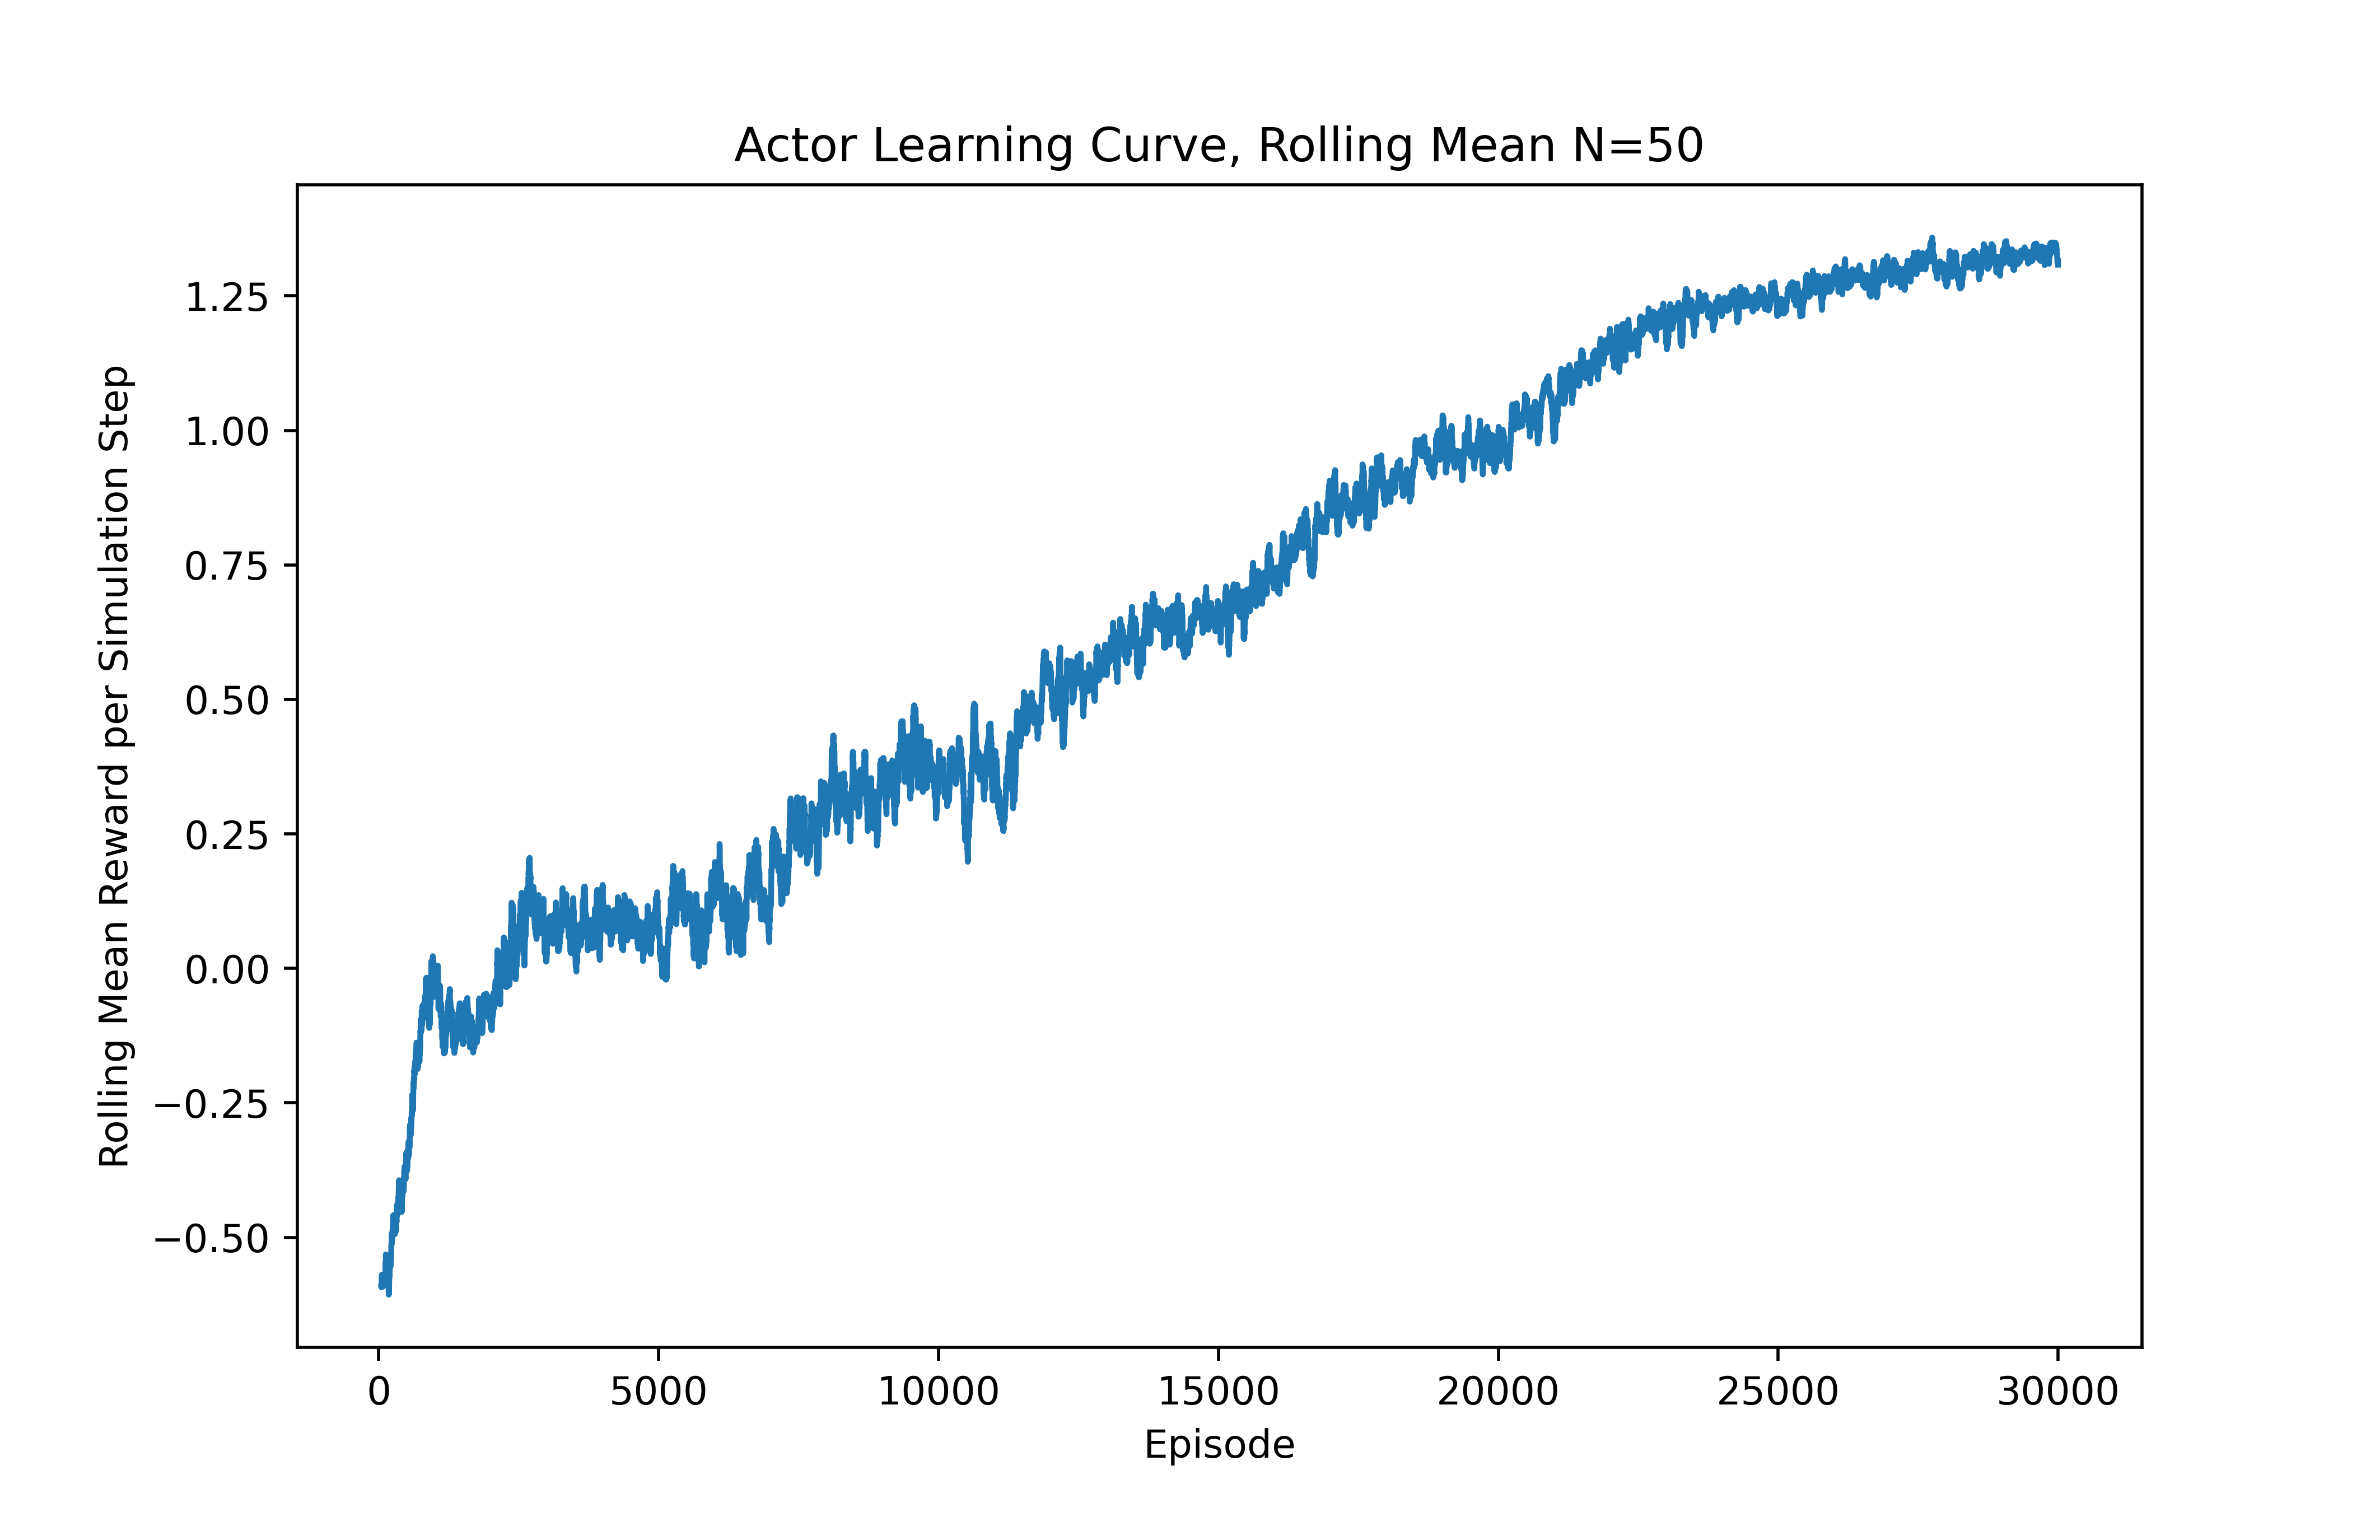 Actor Learning Curve, Rolling Mean N=50
Rolling Mean Reward per Simulation Step
1.25
1.00
0.75
0.50
0.25
0.00
−0.25
−0.50
0 5000 10000 15000 20000 25000 30000
Episode